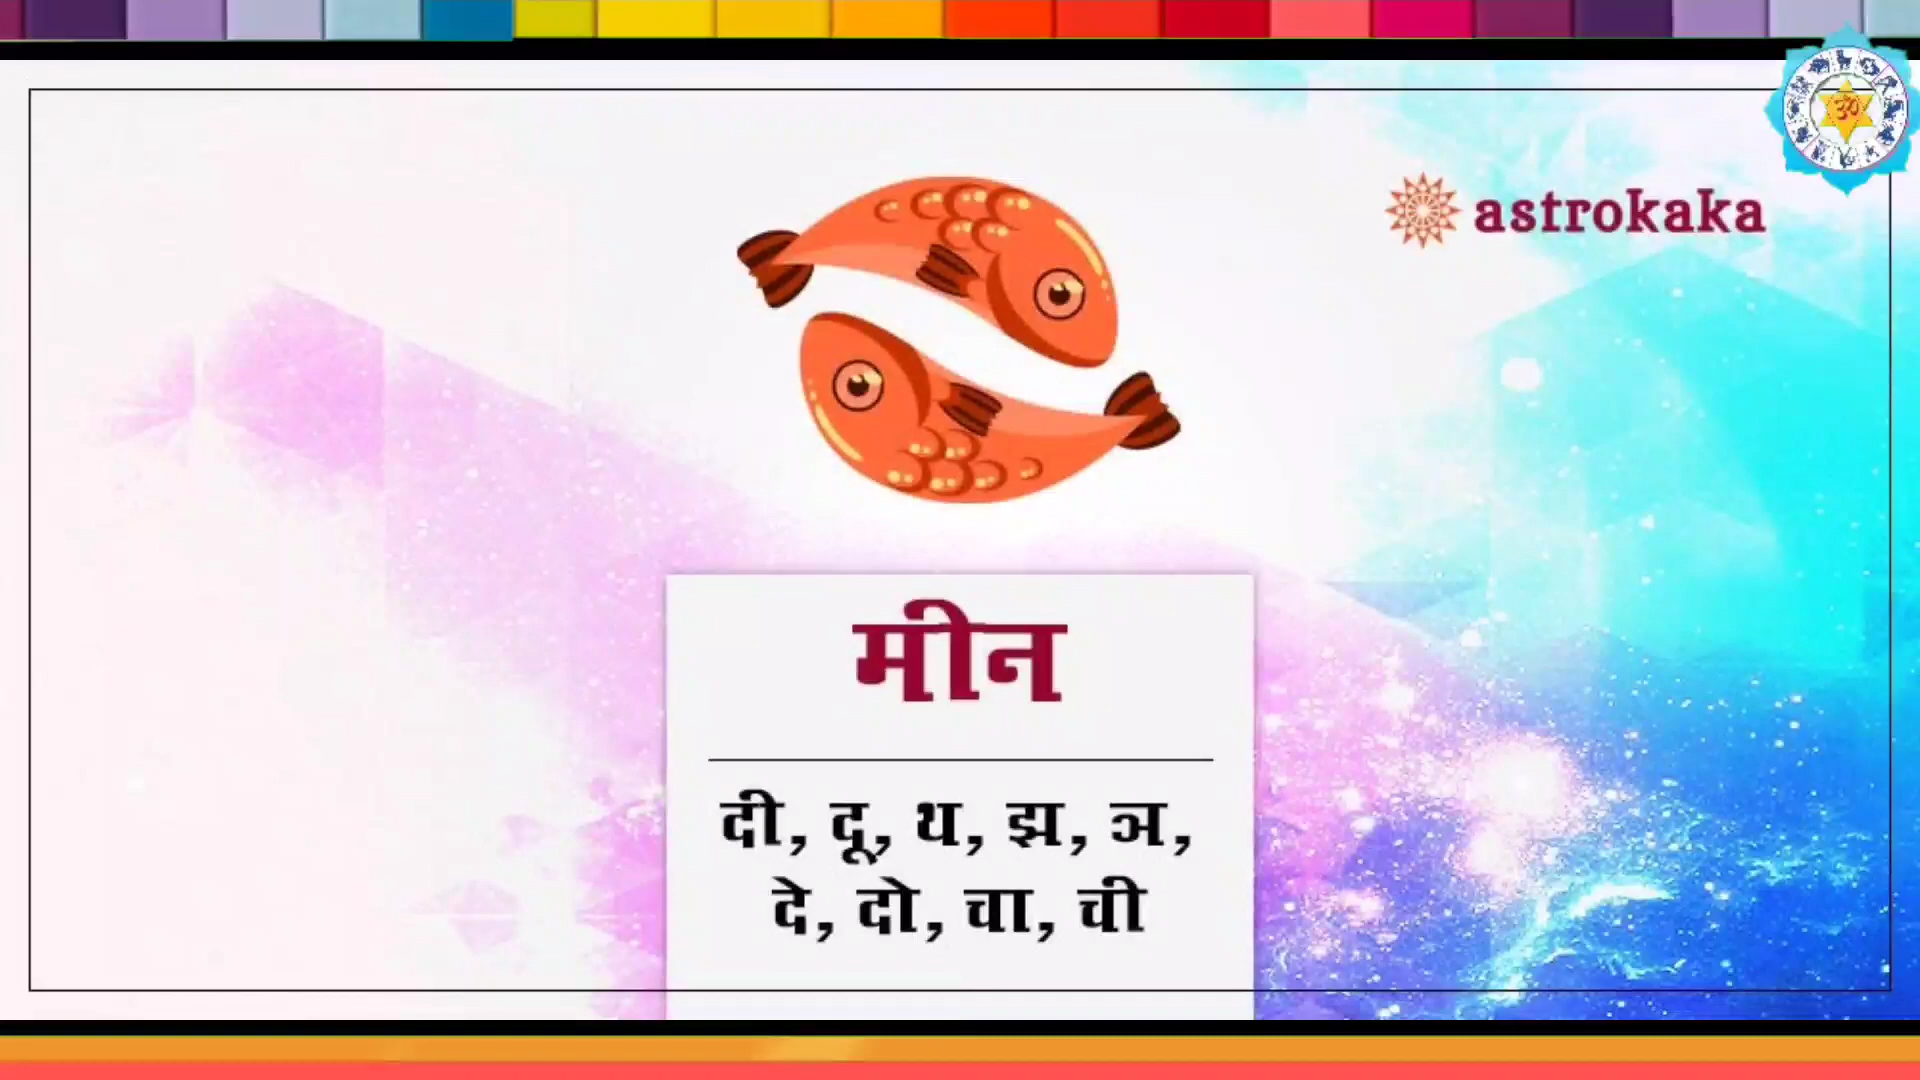 ॐ
astrokaka
मीन
दी, दू, थ, झ, ञ,
दे, दो, चा, ची